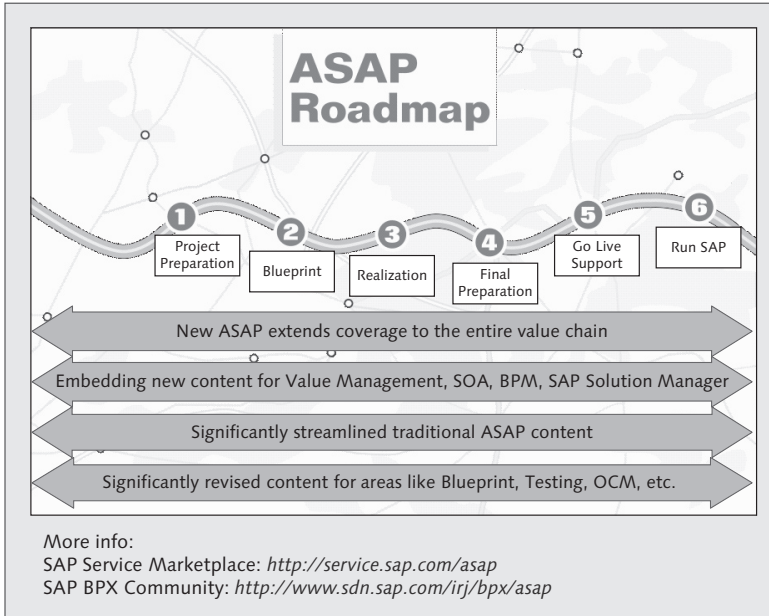 ASAP
Roadmap
1
Project
Preparation
2
Blueprint
3
Realization
4
Final
Preparation
5
Go Live
Support
6
Run SAP
New ASAP extends coverage to the entire value chain
Embedding new content for Value Management, SOA, BPM, SAP Solution Manager
Significantly streamlined traditional ASAP content
Significantly revised content for areas like Blueprint, Testing, OCM, etc.
More info:
SAP Service Marketplace: http://service.sap.com/asap
SAP BPX Community: http://www.sdn.sap.com/irj/bpx/asap